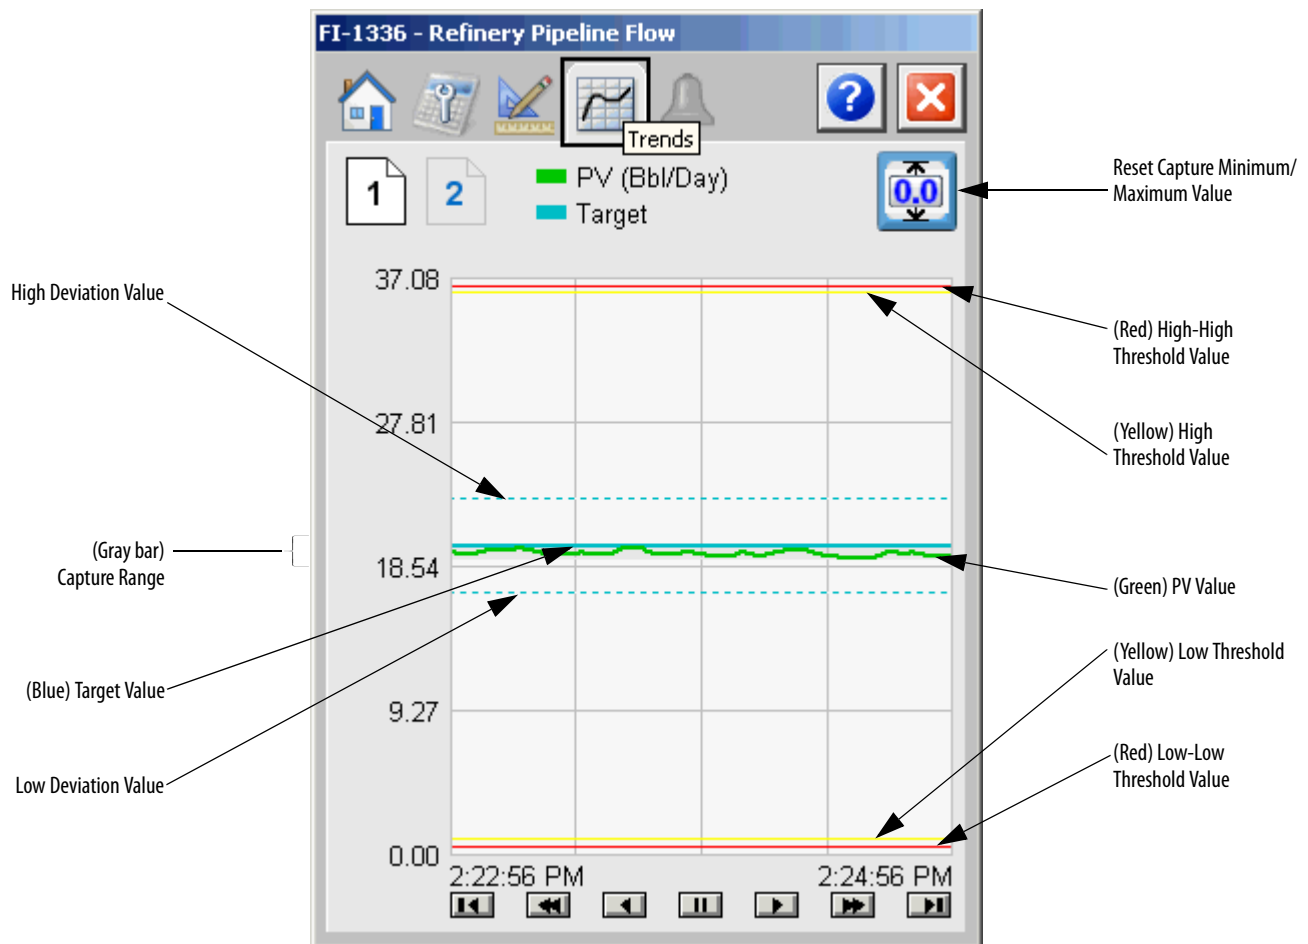 FI-1336 - Refinery Pipeline Flow
?
Trends
1
2
PV (Bbl/Day)
Target
0.0
Reset Capture Minimum/
Maximum Value
37.08
27.81
18.54
9.27
0.00
2:22:56 PM
2:24:56 PM
High Deviation Value
(Gray bar)
Capture Range
(Blue) Target Value
Low Deviation Value
(Red) High-High
Threshold Value
(Yellow) High
Threshold Value
(Green) PV Value
(Yellow) Low Threshold
Value
(Red) Low-Low
Threshold Value